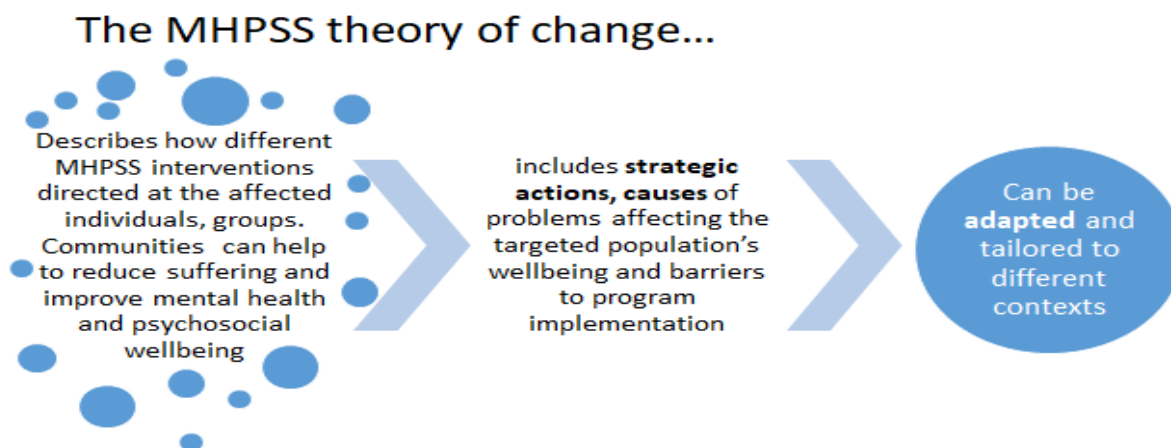 The MHPSS theory of change...
Describes how different
MHPSS interventions
directed at the affected
individuals, groups.
Communities can help
to reduce suffering and
improve mental health
and psychosocial
wellbeing
includes strategic
actions, causes of
problems affecting the
targeted population’s
wellbeing and barriers
to program
implementation
Can be
adapted and
tailored to
different
contexts